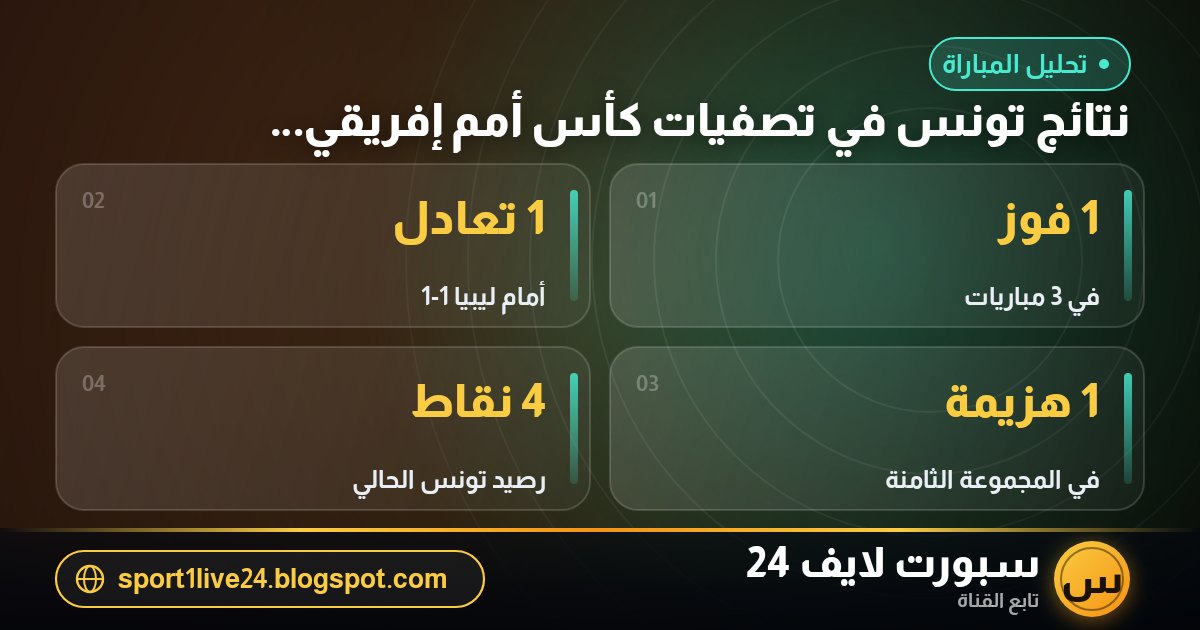 تحليل المباراة
نتائج تونس في تصفيات كأس أمم إفريقي...
01
1 فوز
في 3 مباريات
02
1 تعادل
أمام ليبيا 1-1
03
1 هزيمة
في المجموعة الثامنة
04
4 نقاط
رصيد تونس الحالي
س
سبورت لايف 24
تابع القناة
sport1live24.blogspot.com